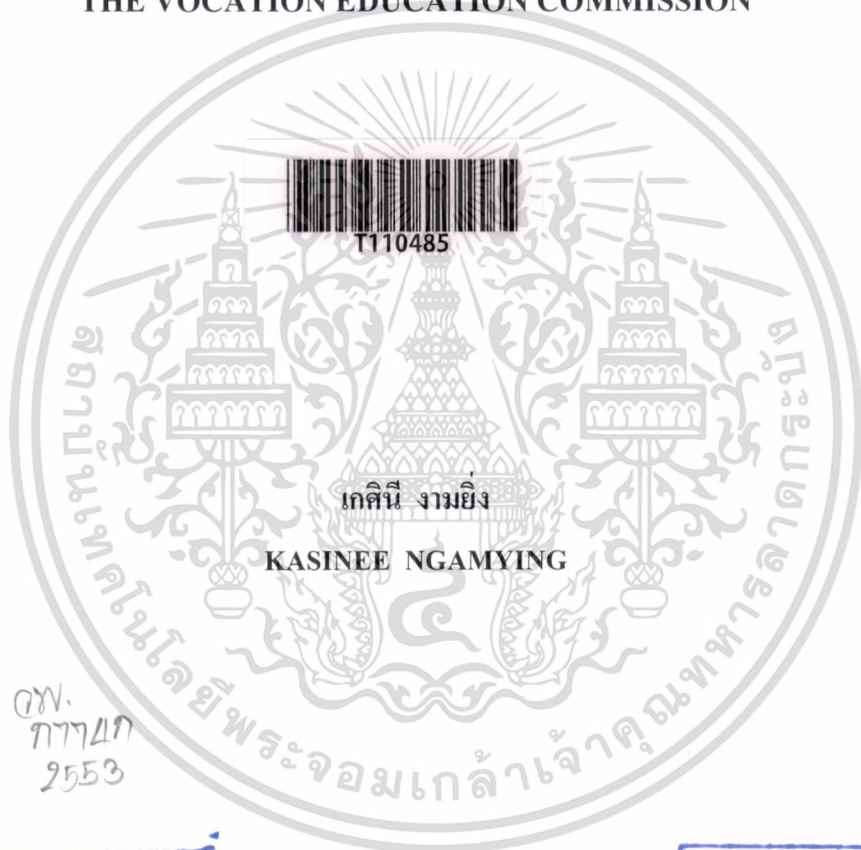 THE VOCATION EDUCATION COMMISSION
T110485
สถาบันเทคโนโลยีพระจอมเกล้าเจ้าคุณทหารลาดกระบัง
เกศินี งามยิ่ง
KASINEE NGAMYING
2553